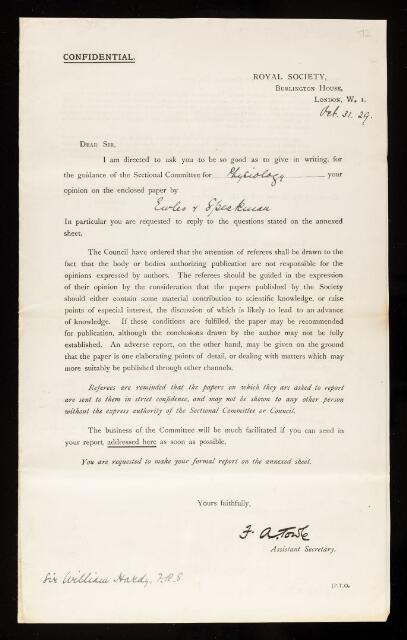 72
CONFIDENTIAL.
ROYAL SOCIETY,
BURLINGTON HOUSE,
LONDON, W. 1.
Oct. 31. 29.
DEAR SIR,
I am directed to ask you to be so good as to give in writing, for
the guidance of the Sectional Committee for Physiology your
opinion on the enclosed paper by
Ewles & Speakman
In particular you are requested to reply to the questions stated on the annexed
sheet.
The Council have ordered that the attention of referees shall be drawn to the
fact that the body or bodies authorizing publication are not responsible for the
opinions expressed by authors. The referees should be guided in the expression
of their opinion by the consideration that the papers published by the Society
should either contain some material contribution to scientific knowledge, or raise
points of especial interest, the discussion of which is likely to lead to an advance
of knowledge. If these conditions are fulfilled, the paper may be recommended
for publication, although the conclusions drawn by the author may not be fully
established. An adverse report, on the other hand, may be given on the ground
that the paper is one elaborating points of detail, or dealing with matters which may
more suitably be published through other channels.
Referees are reminded that the papers on which they are asked to report
are sent to them in strict confidence, and may not be shown to any other person
without the express authority of the Sectional Committee or Council.
The business of the Committee will be much facilitated if you can send in
your report, addressed here as soon as possible.
You are requested to make your formal report on the annexed sheet.
Yours faithfully,
F A Towle
Assistant Secretary.
Sir William Hardy, F.R.S.
[P.T.O.